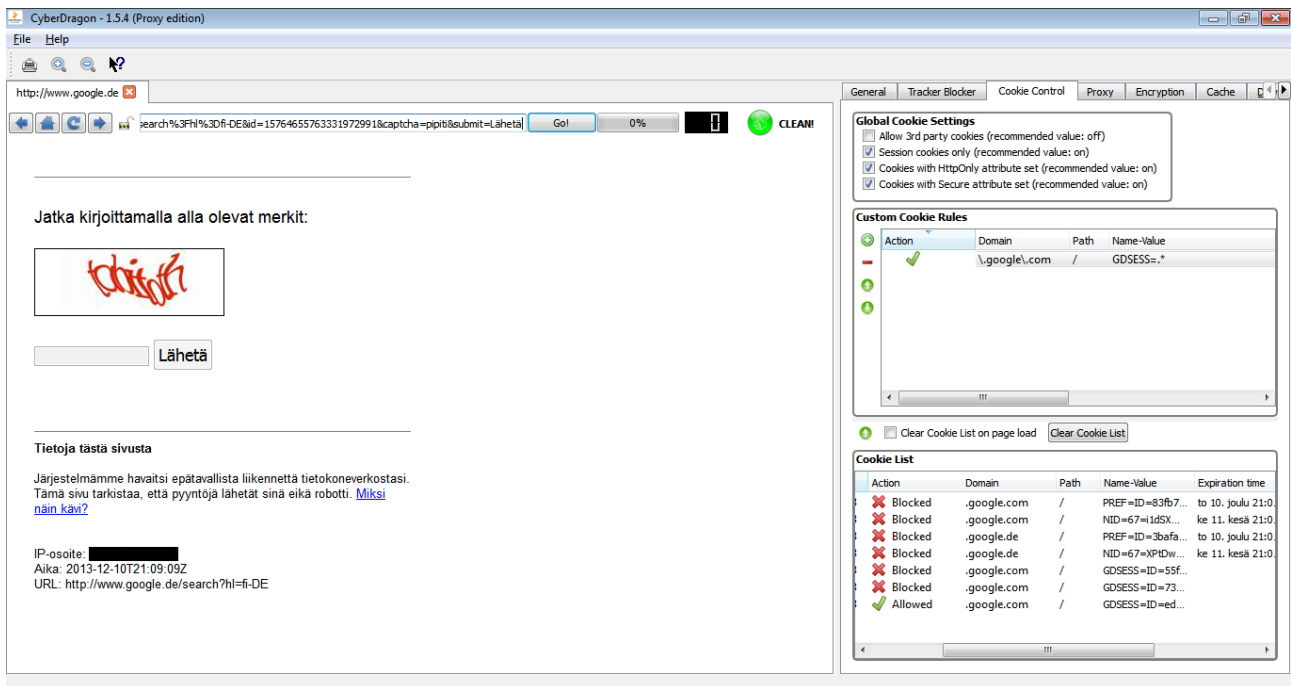 CyberDragon - 1.5.4 (Proxy edition)
File Help
http://www.google.de
search%3Fhl%3Dfi-DE&id=15764655763331972991&captcha=pipiti&submit=Lähetä Go! 0% 0 CLEAN!
Jatka kirjoittamalla alla olevat merkit:
Lähetä
Tietoja tästä sivusta
Järjestelmämme havaitsi epätavallista liikennettä tietokoneverkostasi.
Tämä sivu tarkistaa, että pyyntöjä lähetät sinä eikä robotti. Miksi
näin kävi?
IP-osoite:
Aika: 2013-12-10T21:09:09Z
URL: http://www.google.de/search?hl=fi-DE
General Tracker Blocker Cookie Control Proxy Encryption Cache
Global Cookie Settings
Allow 3rd party cookies (recommended value: off)
Session cookies only (recommended value: on)
Cookies with HttpOnly attribute set (recommended value: on)
Cookies with Secure attribute set (recommended value: on)
Custom Cookie Rules
Action Domain Path Name-Value
\.google\.com / GDSESS=.*
Clear Cookie List on page load Clear Cookie List
Cookie List
Action Domain Path Name-Value Expiration time
Blocked .google.com / PREF=ID=83fb7... to 10. joulu 21:0
Blocked .google.com / NID=67=i1dSX... ke 11. kesä 21:0
Blocked .google.de / PREF=ID=3bafa... to 10. joulu 21:0
Blocked .google.de / NID=67=XPtDw... ke 11. kesä 21:0
Blocked .google.com / GDSESS=ID=55f...
Blocked .google.com / GDSESS=ID=73...
Allowed .google.com / GDSESS=ID=ed...